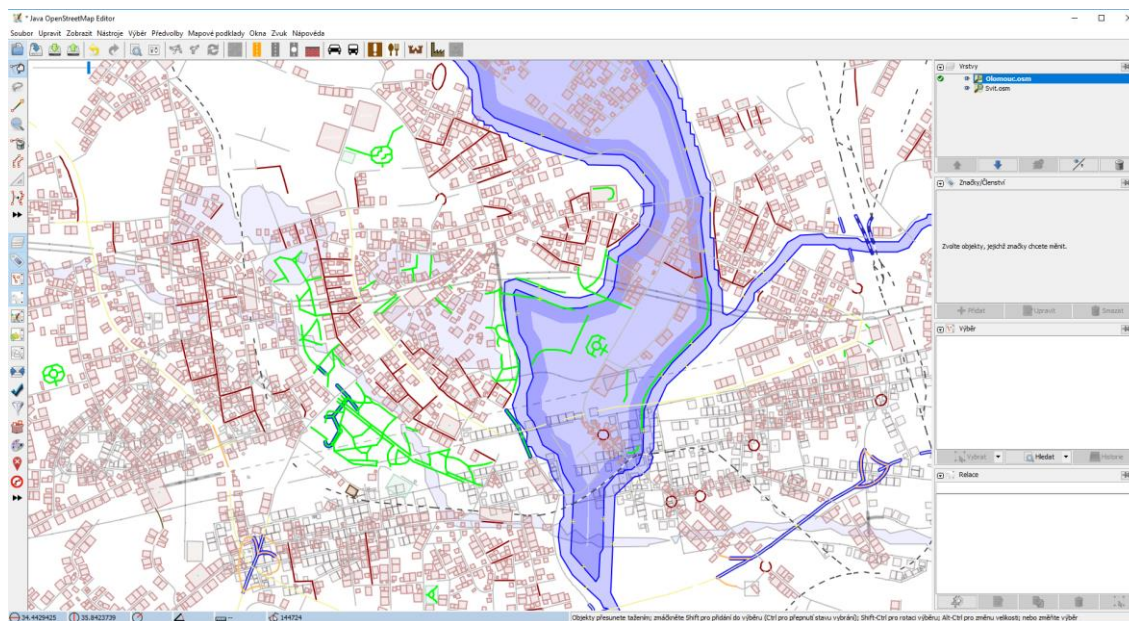 * Java OpenStreetMap Editor
Soubor Upravit Zobrazit Nástroje Výběr Předvolby Mapové podklady Okna Zvuk Nápověda
Vrstvy
Olomouc.osm
Svit.osm
Značky/Členství
Zvolte objekty, jejichž značky chcete měnit.
Přidat Upravit Smazat
Výběr
Vybrat Hledat Historie
Relace
34.4429425 35.8423739 -- 144724 Objekty přesunete tažením; zmáčkněte Shift pro přidání do výběru (Ctrl pro přepnutí stavu vybrání); Shift-Ctrl pro rotaci výběru; Alt-Ctrl pro změnu velikosti; nebo změňte výběr